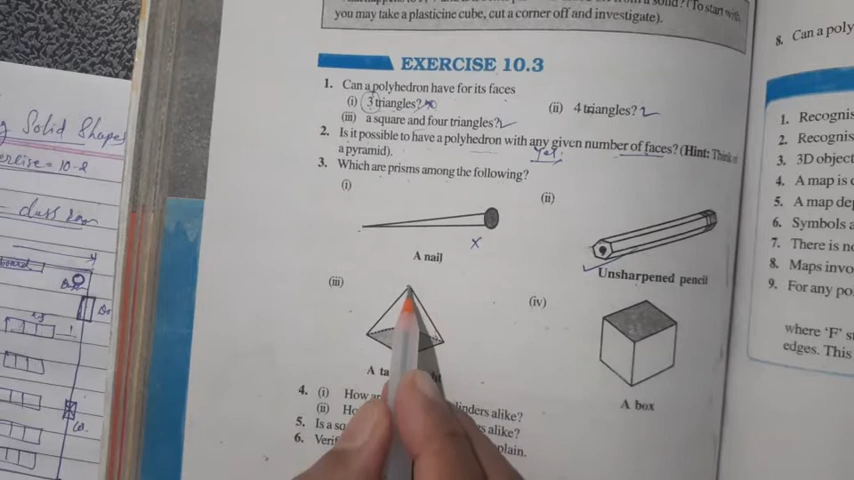 you may take a plasticine cube, cut a corner off and investigate).
EXERCISE 10.3
1. Can a polyhedron have for its faces
(i) 3 triangles?
(ii) 4 triangles?
(iii) a square and four triangles?
2. Is it possible to have a polyhedron with any given number of faces? (Hint: Think of
a pyramid).
Yes.
3. Which are prisms among the following?
(i)
(ii)
A nail
Unsharpened pencil
(iii)
(iv)
A box
4. (i) How
linders alike?
(ii)
alike?
5. Is a
6.
plain.
Solid Shapes
8. Can a poly
1. Recognis
2. Recognis
3. 3D object
4. A map is
5. A map de
6. Symbols a
7. There is no
8. Maps invo
9. For any po
where 'F' s
edges. This